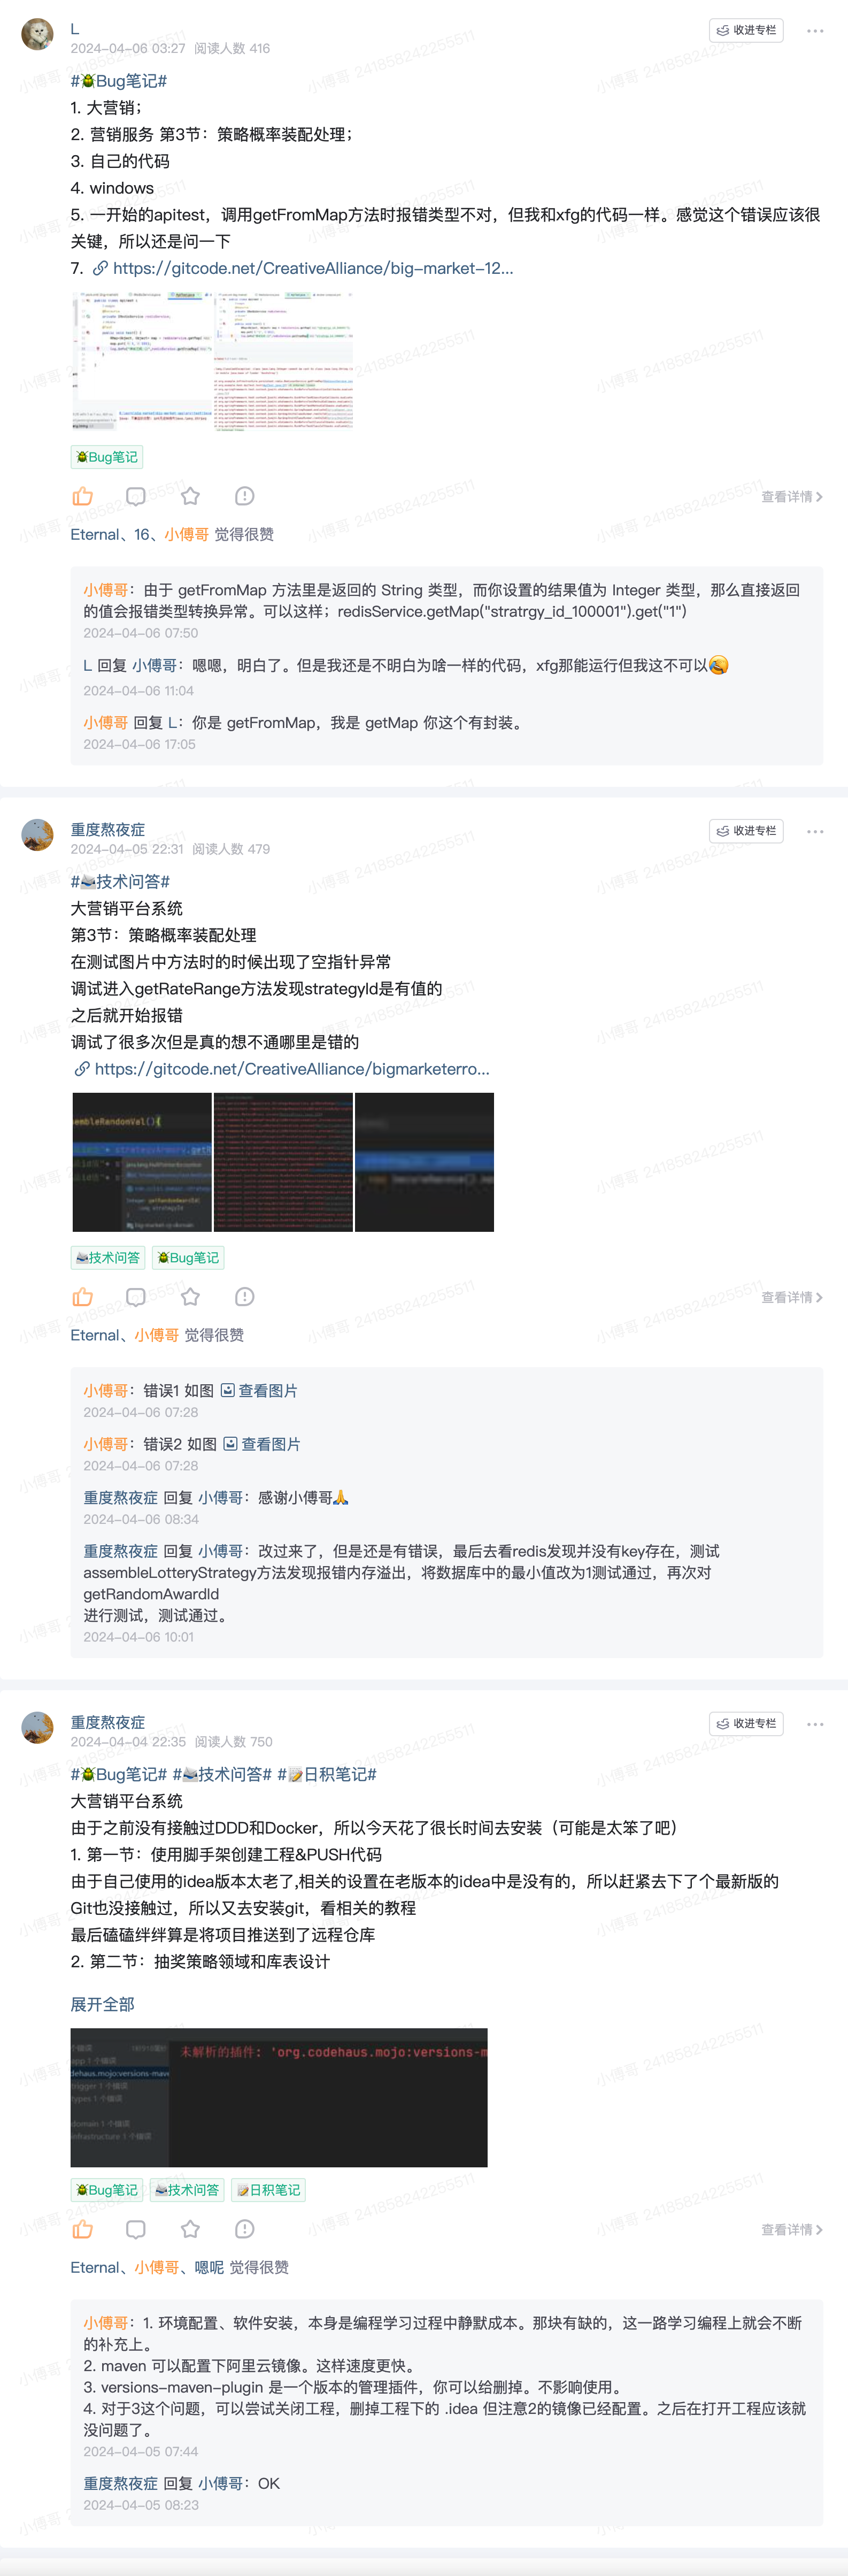 L
2024-04-06 03:27 阅读人数 416
收进专栏
#Bug笔记#
1. 大营销；
2. 营销服务 第3节：策略概率装配处理；
3. 自己的代码
4. windows
5. 一开始的apitest，调用getFromMap方法时报错类型不对，但我和xfg的代码一样。感觉这个错误应该很
关键，所以还是问一下
7. https://gitcode.net/CreativeAlliance/big-market-12...
Bug笔记
查看详情
Eternal、16、小傅哥 觉得很赞
小傅哥：由于 getFromMap 方法里是返回的 String 类型，而你设置的结果值为 Integer 类型，那么直接返回
的值会报错类型转换异常。可以这样；redisService.getMap("stratrgy_id_100001").get("1")
2024-04-06 07:50
L 回复 小傅哥：嗯嗯，明白了。但是我还是不明白为啥一样的代码，xfg那能运行但我这不可以
2024-04-06 11:04
小傅哥 回复 L：你是 getFromMap，我是 getMap 你这个有封装。
2024-04-06 17:05
重度熬夜症
2024-04-05 22:31 阅读人数 479
收进专栏
#技术问答#
大营销平台系统
第3节：策略概率装配处理
在测试图片中方法时的时候出现了空指针异常
调试进入getRateRange方法发现strategyId是有值的
之后就开始报错
调试了很多次但是真的想不通哪里是错的
https://gitcode.net/CreativeAlliance/bigmarketerro...
embleRandomVal(){
技术问答 Bug笔记
查看详情
Eternal、小傅哥 觉得很赞
小傅哥：错误1 如图 查看图片
2024-04-06 07:28
小傅哥：错误2 如图 查看图片
2024-04-06 07:28
重度熬夜症 回复 小傅哥：感谢小傅哥
2024-04-06 08:34
重度熬夜症 回复 小傅哥：改过来了，但是还是有错误，最后去看redis发现并没有key存在，测试
assembleLotteryStrategy方法发现报错内存溢出，将数据库中的最小值改为1测试通过，再次对
getRandomAwardId
进行测试，测试通过。
2024-04-06 10:01
重度熬夜症
2024-04-04 22:35 阅读人数 750
收进专栏
#Bug笔记# #技术问答# #日积笔记#
大营销平台系统
由于之前没有接触过DDD和Docker，所以今天花了很长时间去安装（可能是太笨了吧）
1. 第一节：使用脚手架创建工程&PUSH代码
由于自己使用的idea版本太老了,相关的设置在老版本的idea中是没有的，所以赶紧去下了个最新版的
Git也没接触过，所以又去安装git，看相关的教程
最后磕磕绊绊算是将项目推送到了远程仓库
2. 第二节：抽奖策略领域和库表设计
展开全部
未解析的插件: 'org.codehaus.mojo:versions-m
app 1 个错误
dehaus.mojo:versions-mave
trigger 1 个错误
types 1 个错误
domain 1 个错误
infrastructure 1 个错误
Bug笔记 技术问答 日积笔记
查看详情
Eternal、小傅哥、嗯呢 觉得很赞
小傅哥：1. 环境配置、软件安装，本身是编程学习过程中静默成本。那块有缺的，这一路学习编程上就会不断
的补充上。
2. maven 可以配置下阿里云镜像。这样速度更快。
3. versions-maven-plugin 是一个版本的管理插件，你可以给删掉。不影响使用。
4. 对于3这个问题，可以尝试关闭工程，删掉工程下的 .idea 但注意2的镜像已经配置。之后在打开工程应该就
没问题了。
2024-04-05 07:44
重度熬夜症 回复 小傅哥：OK
2024-04-05 08:23
小傅哥 241858242255511